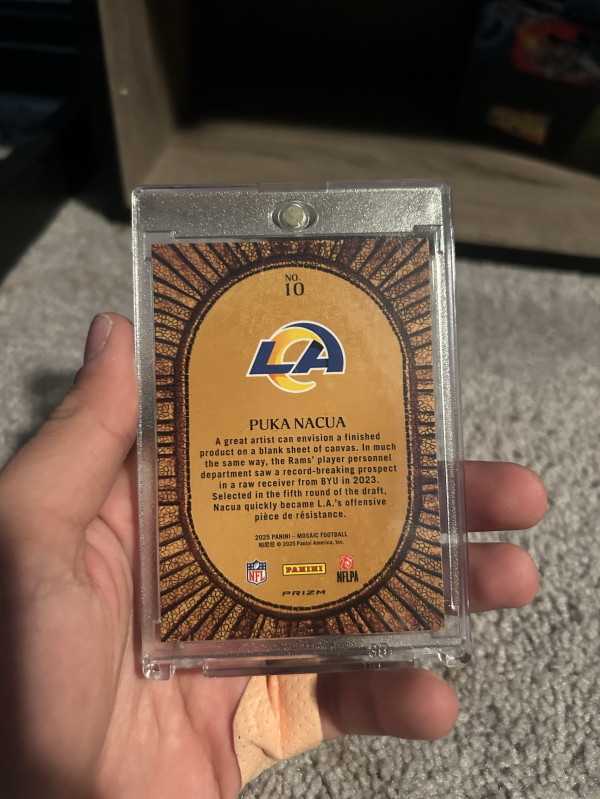 NO.
10
LA
PUKA NACUA
A great artist can envision a finished
product on a blank sheet of canvas. In much
the same way, the Rams' player personnel
department saw a record-breaking prospect
in a raw receiver from BYU in 2023.
Selected in the fifth round of the draft,
Nacua quickly became L.A.'s offensive
pièce de résistance.
2025 PANINI – MOSAIC FOOTBALL
帕尼尼 © 2025 Panini America, Inc.
NFL
PANINI
NFLPA
PRIZM